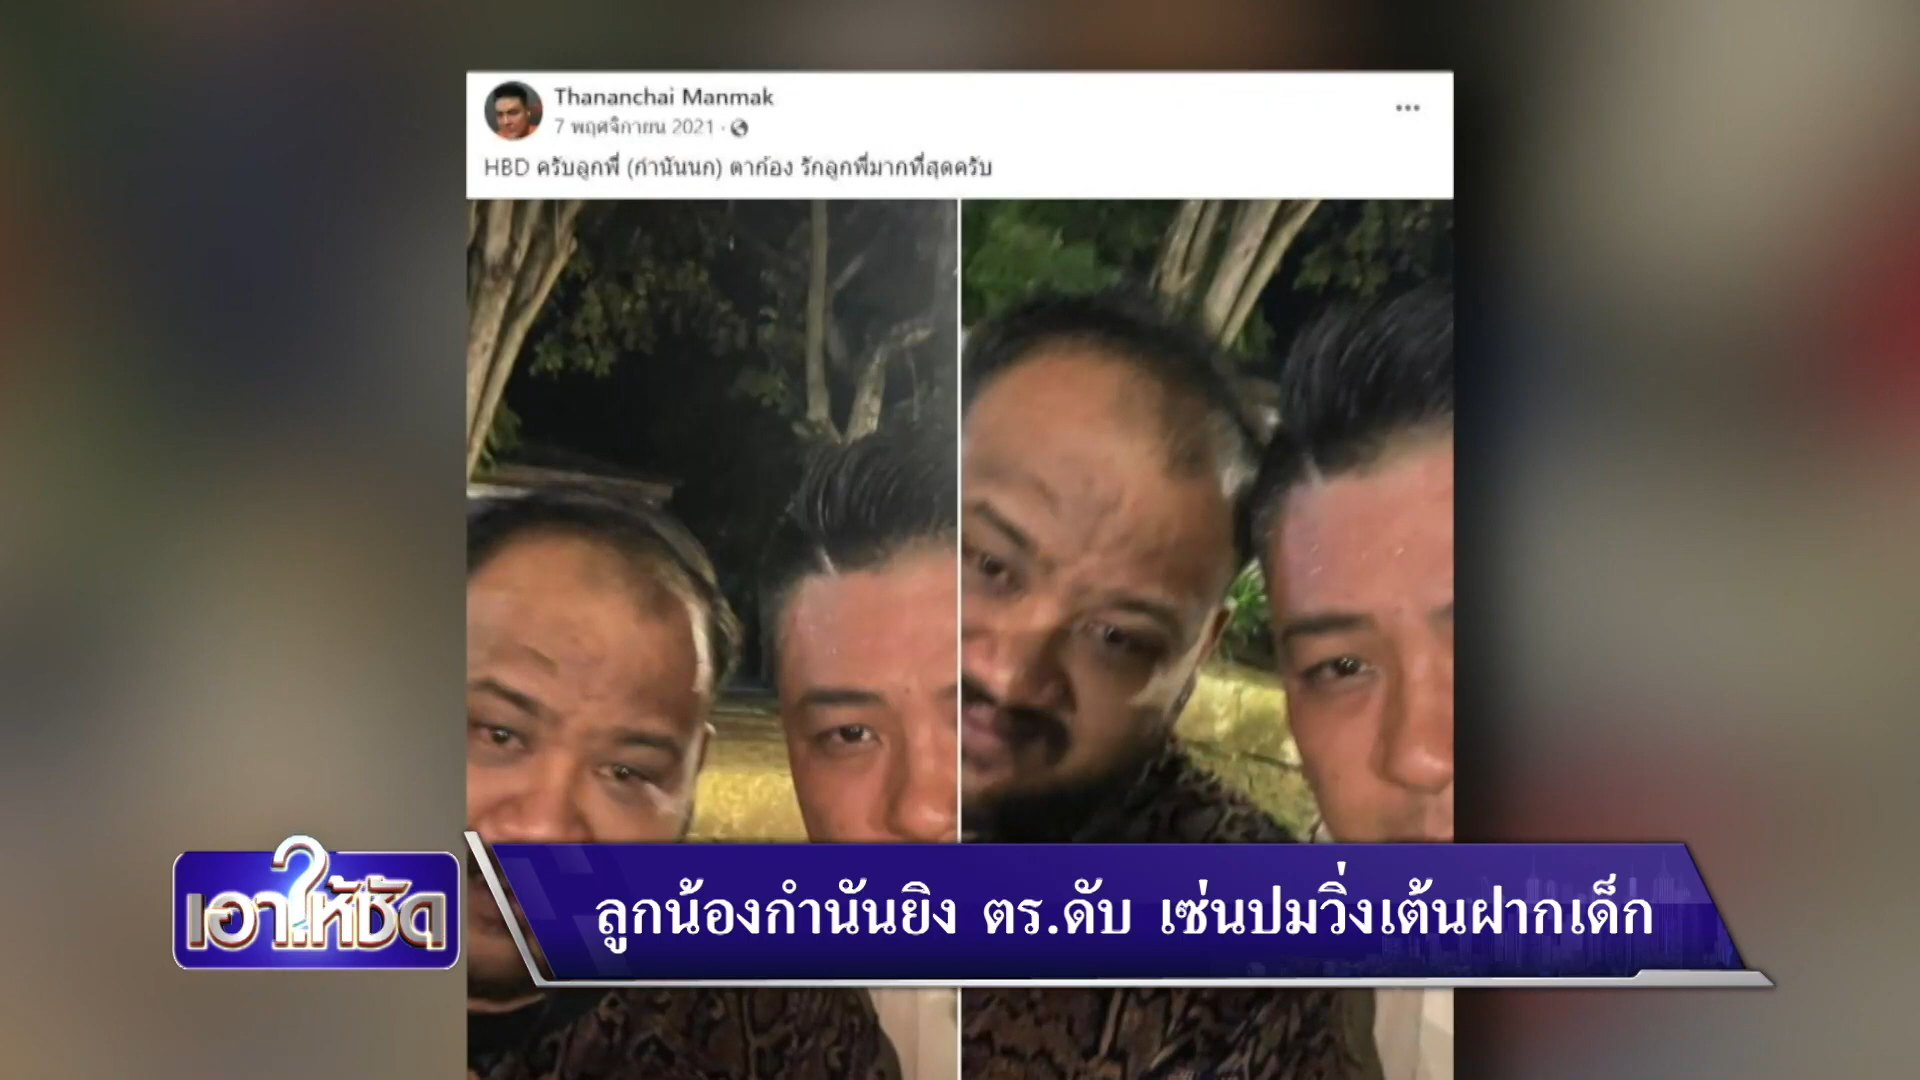 Thananchai Manmak
7 พฤศจิกายน 2021 ·
HBD ครับลูกพี่ (กำนันนก) ตาก้อง รักลูกพี่มากที่สุดครับ
เอาให้ชัด
ลูกน้องกำนันยิง ตร.ดับ เซ่นปมวิ่งเต้นฝากเด็ก